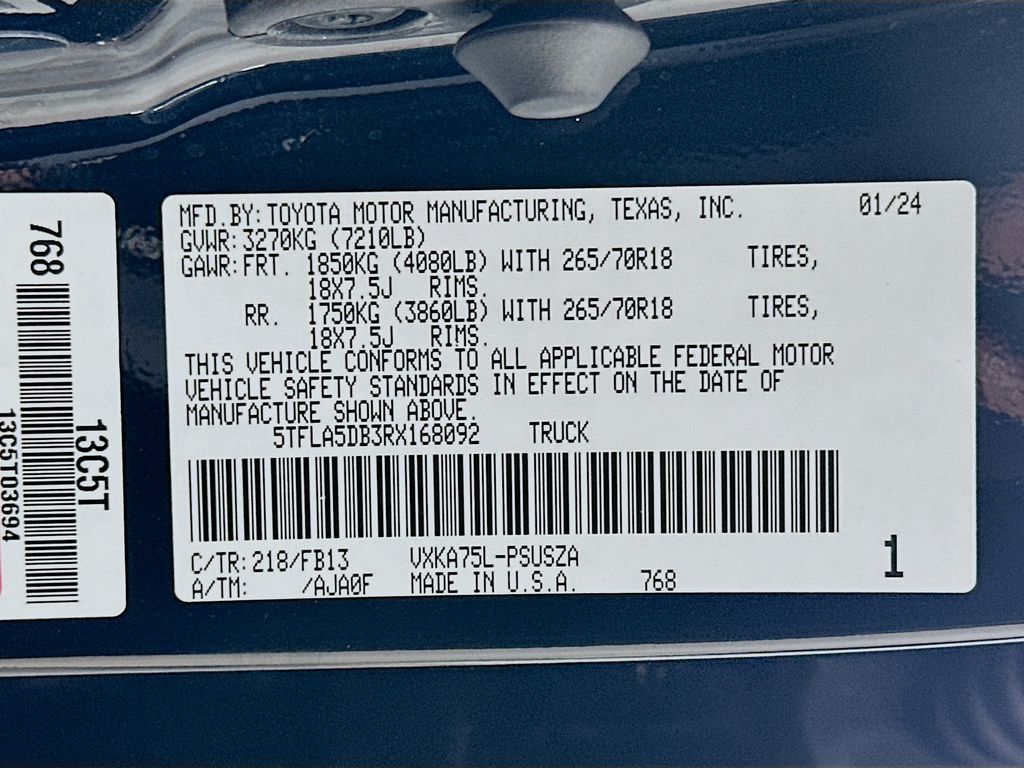 MFD.BY:TOYOTA MOTOR MANUFACTURING, TEXAS, INC. 01/24
GVWR:3270KG (7210LB)
GAWR:FRT. 1850KG (4080LB) WITH 265/70R18 TIRES,
18X7.5J RIMS.
RR. 1750KG (3860LB) WITH 265/70R18 TIRES,
18X7.5J RIMS.
THIS VEHICLE CONFORMS TO ALL APPLICABLE FEDERAL MOTOR
VEHICLE SAFETY STANDARDS IN EFFECT ON THE DATE OF
MANUFACTURE SHOWN ABOVE.
5TFLA5DB3RX168092 TRUCK
C/TR:218/FB13 VXKA75L-PSUSZA
A/TM: /AJA0F MADE IN U.S.A. 768
1
768
13C5T
13C5T03694